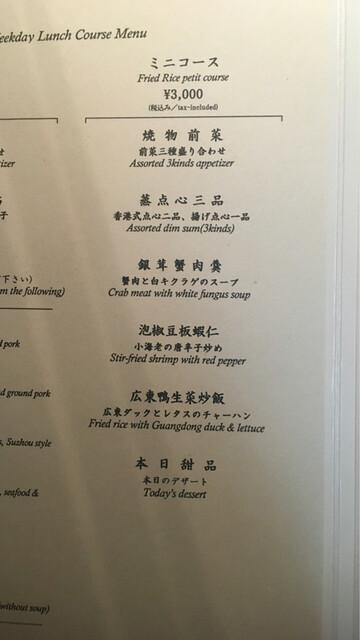 Lunch Course Menu
ミニコース
Fried Rice petit course
¥3,000
(税込み／tax-included)
焼物前菜
前菜三種盛り合わせ
Assorted 3kinds appetizer
蒸点心三品
香港式点心二品、揚げ点心一品
Assorted dim sum(3kinds)
銀茸蟹肉羹
蟹肉と白キクラゲのスープ
Crab meat with white fungus soup
泡椒豆板蝦仁
小海老の唐辛子炒め
Stir-fried shrimp with red pepper
広東鴨生菜炒飯
広東ダックとレタスのチャーハン
Fried rice with Guangdong duck & lettuce
本日甜品
本日のデザート
Today's dessert
子
下さい）
the following)
pork
ground pork
, Suzhou style
, seafood &
without soup)